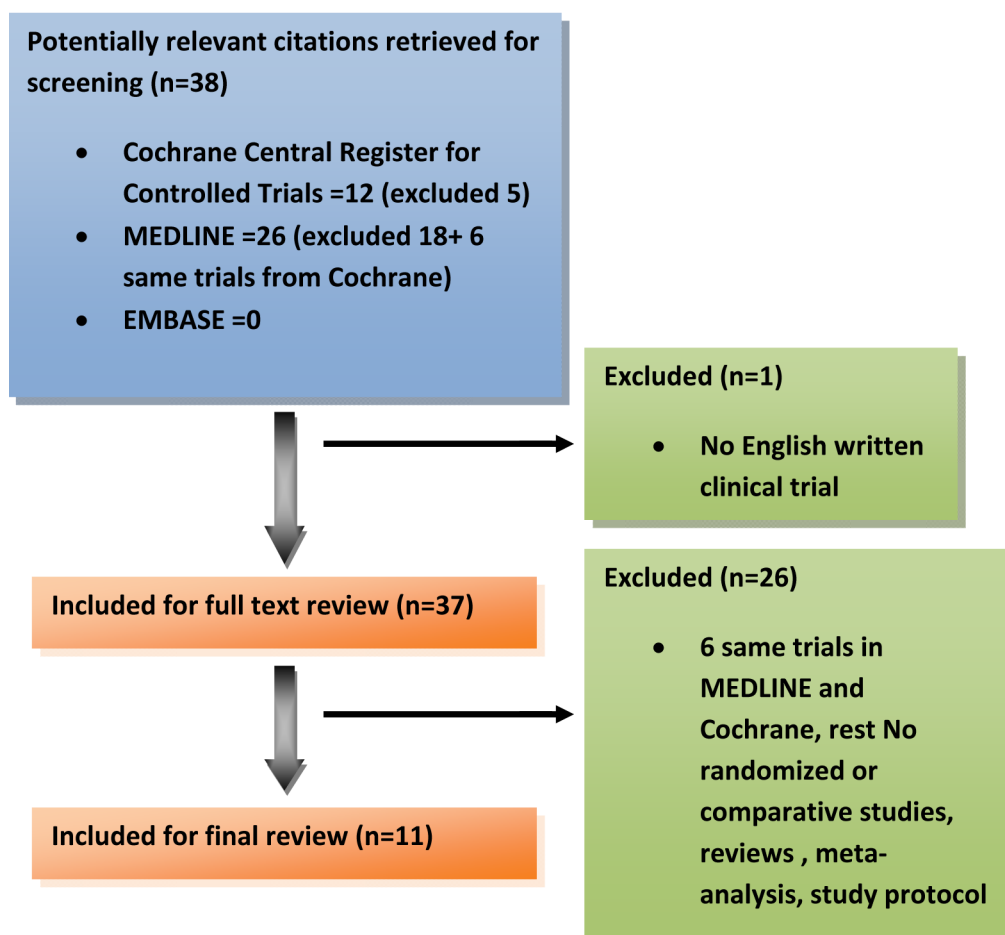 Potentially relevant citations retrieved for
screening (n=38)
• Cochrane Central Register for
Controlled Trials =12 (excluded 5)
• MEDLINE =26 (excluded 18+ 6
same trials from Cochrane)
• EMBASE =0
Excluded (n=1)
• No English written
clinical trial
Included for full text review (n=37)
Excluded (n=26)
• 6 same trials in
MEDLINE and
Cochrane, rest No
randomized or
comparative studies,
reviews , meta-
analysis, study protocol
Included for final review (n=11)